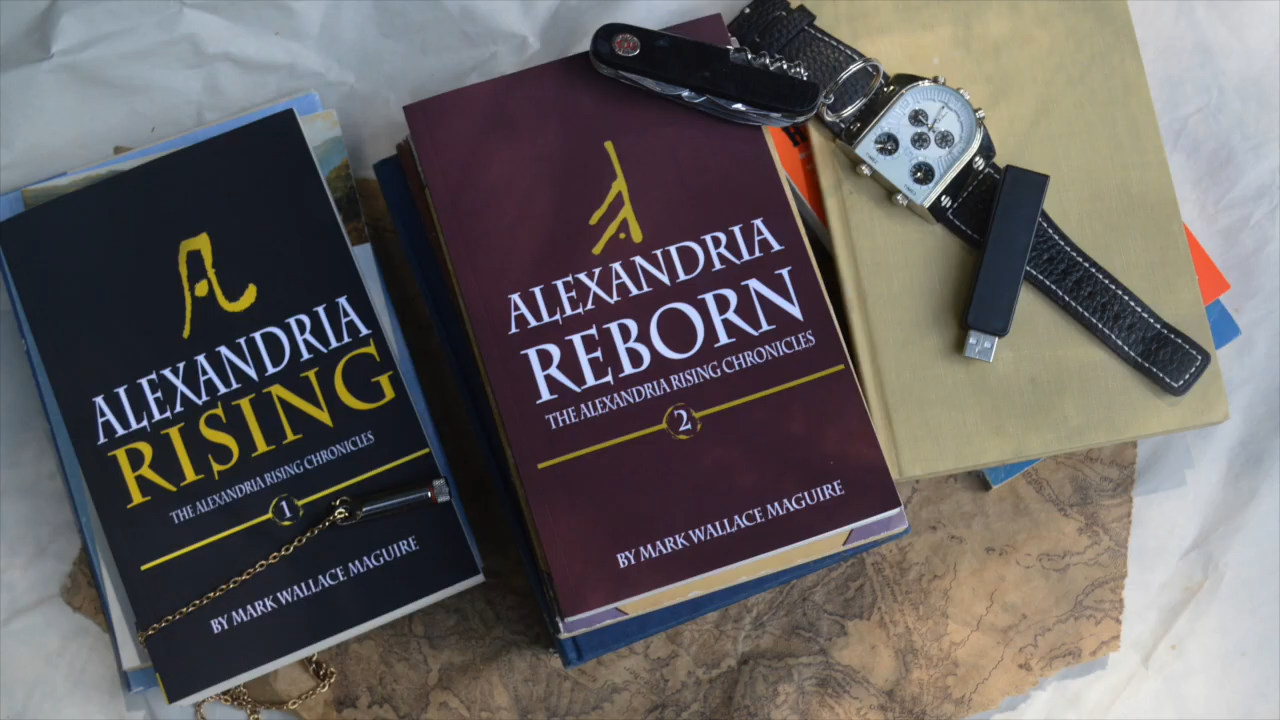 ALEXANDRIA
RISING
THE ALEXANDRIA RISING CHRONICLES
1
BY MARK WALLACE MAGUIRE
ALEXANDRIA
REBORN
THE ALEXANDRIA RISING CHRONICLES
2
BY MARK WALLACE MAGUIRE